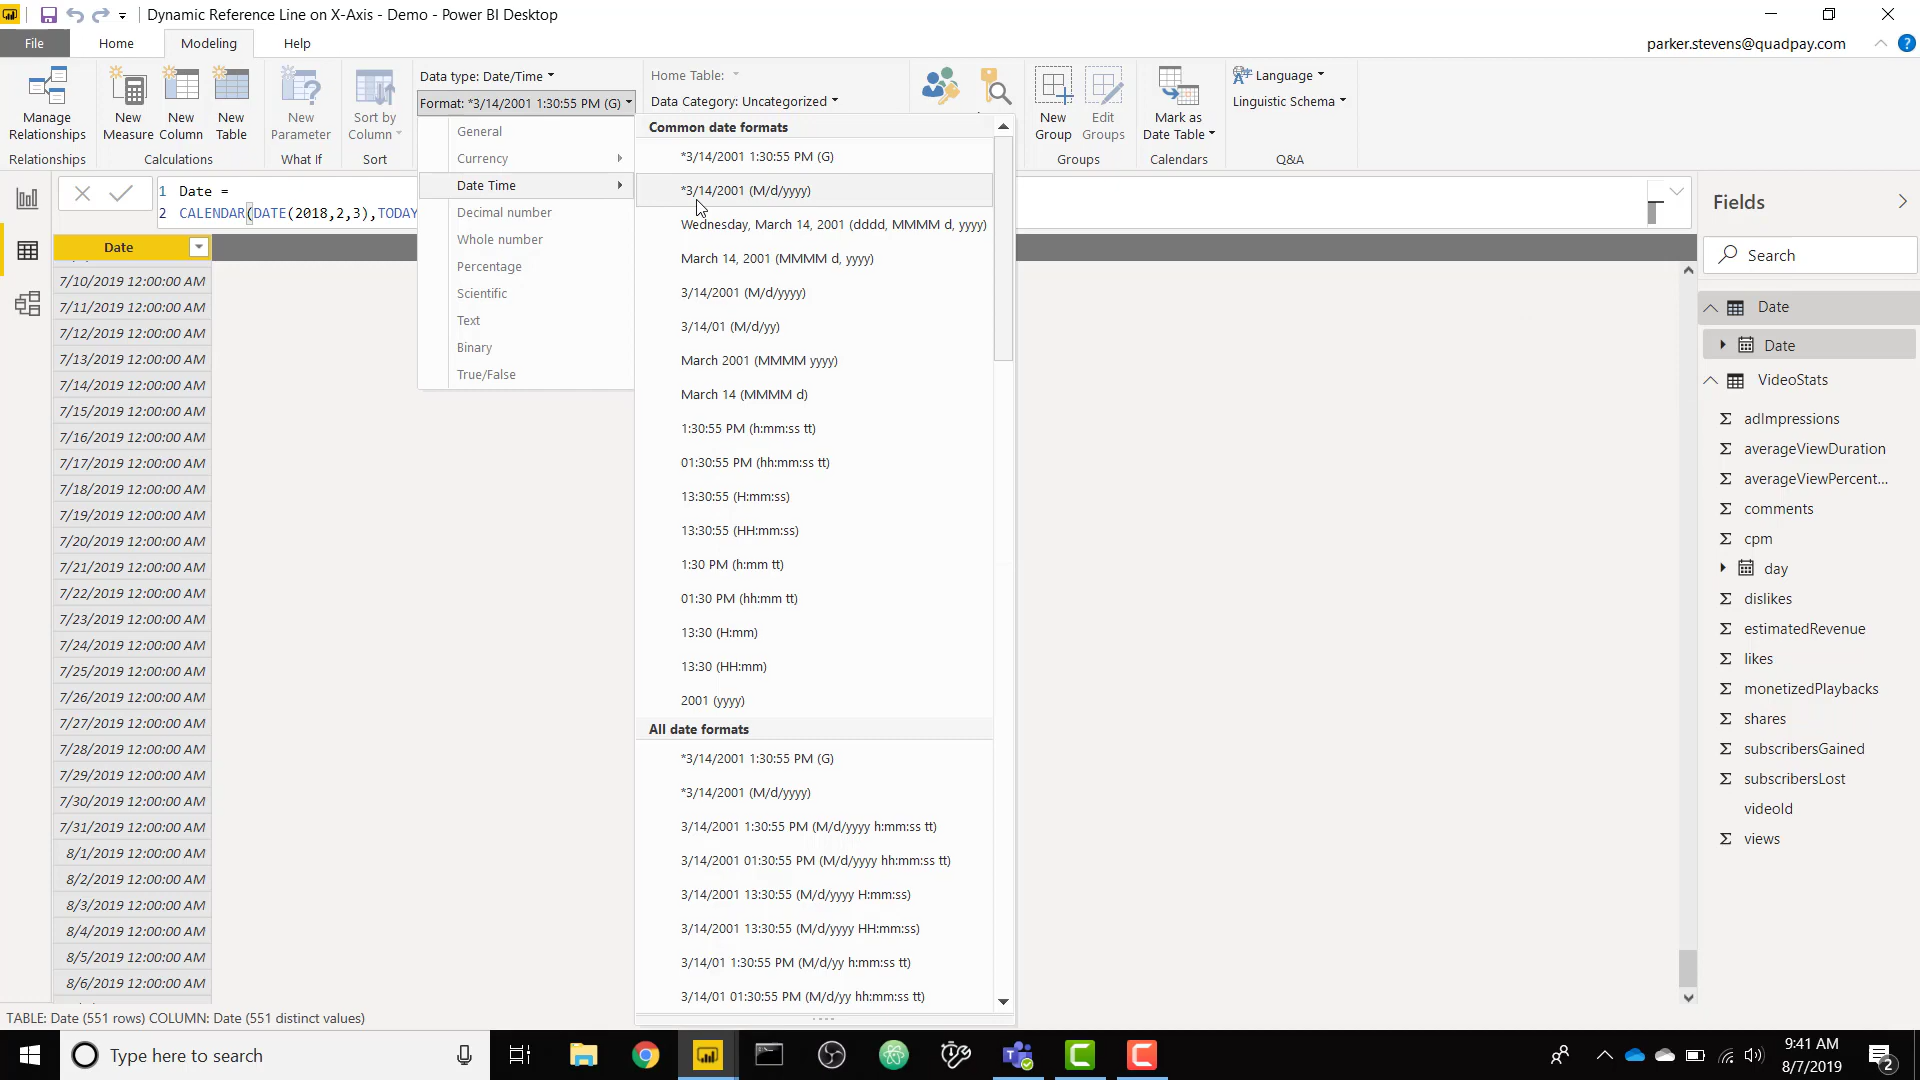 Dynamic Reference Line on X-Axis - Demo - Power BI Desktop
File
Home
Modeling
Help
parker.stevens@quadpay.com
Manage Relationships
Relationships
New Measure
New Column
New Table
Calculations
New Parameter
What If
Sort by Column
Sort
Data type: Date/Time
Format: *3/14/2001 1:30:55 PM (G)
Home Table:
Data Category: Uncategorized
New Group
Edit Groups
Groups
Mark as Date Table
Calendars
Language
Linguistic Schema
Q&A
General
Currency
Date Time
Decimal number
Whole number
Percentage
Scientific
Text
Binary
True/False
Common date formats
*3/14/2001 1:30:55 PM (G)
*3/14/2001 (M/d/yyyy)
Wednesday, March 14, 2001 (dddd, MMMM d, yyyy)
March 14, 2001 (MMMM d, yyyy)
3/14/2001 (M/d/yyyy)
3/14/01 (M/d/yy)
March 2001 (MMMM yyyy)
March 14 (MMMM d)
1:30:55 PM (h:mm:ss tt)
01:30:55 PM (hh:mm:ss tt)
13:30:55 (H:mm:ss)
13:30:55 (HH:mm:ss)
1:30 PM (h:mm tt)
01:30 PM (hh:mm tt)
13:30 (H:mm)
13:30 (HH:mm)
2001 (yyyy)
All date formats
*3/14/2001 1:30:55 PM (G)
*3/14/2001 (M/d/yyyy)
3/14/2001 1:30:55 PM (M/d/yyyy h:mm:ss tt)
3/14/2001 01:30:55 PM (M/d/yyyy hh:mm:ss tt)
3/14/2001 13:30:55 (M/d/yyyy H:mm:ss)
3/14/2001 13:30:55 (M/d/yyyy HH:mm:ss)
3/14/01 1:30:55 PM (M/d/yy h:mm:ss tt)
3/14/01 01:30:55 PM (M/d/yy hh:mm:ss tt)
1 Date =
2 CALENDAR(DATE(2018,2,3),TODAY
Date
7/10/2019 12:00:00 AM
7/11/2019 12:00:00 AM
7/12/2019 12:00:00 AM
7/13/2019 12:00:00 AM
7/14/2019 12:00:00 AM
7/15/2019 12:00:00 AM
7/16/2019 12:00:00 AM
7/17/2019 12:00:00 AM
7/18/2019 12:00:00 AM
7/19/2019 12:00:00 AM
7/20/2019 12:00:00 AM
7/21/2019 12:00:00 AM
7/22/2019 12:00:00 AM
7/23/2019 12:00:00 AM
7/24/2019 12:00:00 AM
7/25/2019 12:00:00 AM
7/26/2019 12:00:00 AM
7/27/2019 12:00:00 AM
7/28/2019 12:00:00 AM
7/29/2019 12:00:00 AM
7/30/2019 12:00:00 AM
7/31/2019 12:00:00 AM
8/1/2019 12:00:00 AM
8/2/2019 12:00:00 AM
8/3/2019 12:00:00 AM
8/4/2019 12:00:00 AM
8/5/2019 12:00:00 AM
8/6/2019 12:00:00 AM
Fields
Search
Date
Date
VideoStats
adImpressions
averageViewDuration
averageViewPercent...
comments
cpm
day
dislikes
estimatedRevenue
likes
monetizedPlaybacks
shares
subscribersGained
subscribersLost
videoId
views
TABLE: Date (551 rows) COLUMN: Date (551 distinct values)
Type here to search
9:41 AM
8/7/2019
2